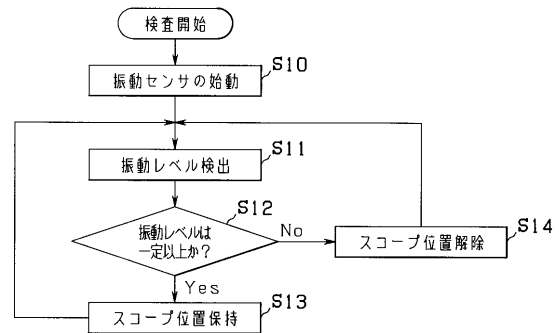 検査開始
S10
振動センサの始動
S11
振動レベル検出
S12
振動レベルは
一定以上か？
No
S14
スコープ位置解除
Yes
S13
スコープ位置保持